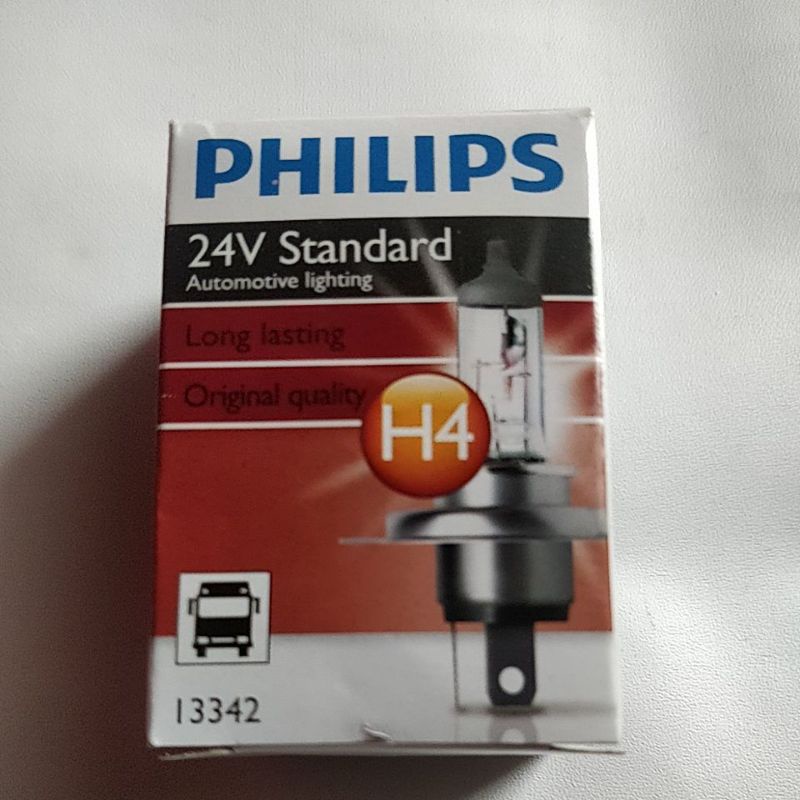 PHILIPS
24V Standard
Automotive lighting
Long lasting
Original quality
H4
13342